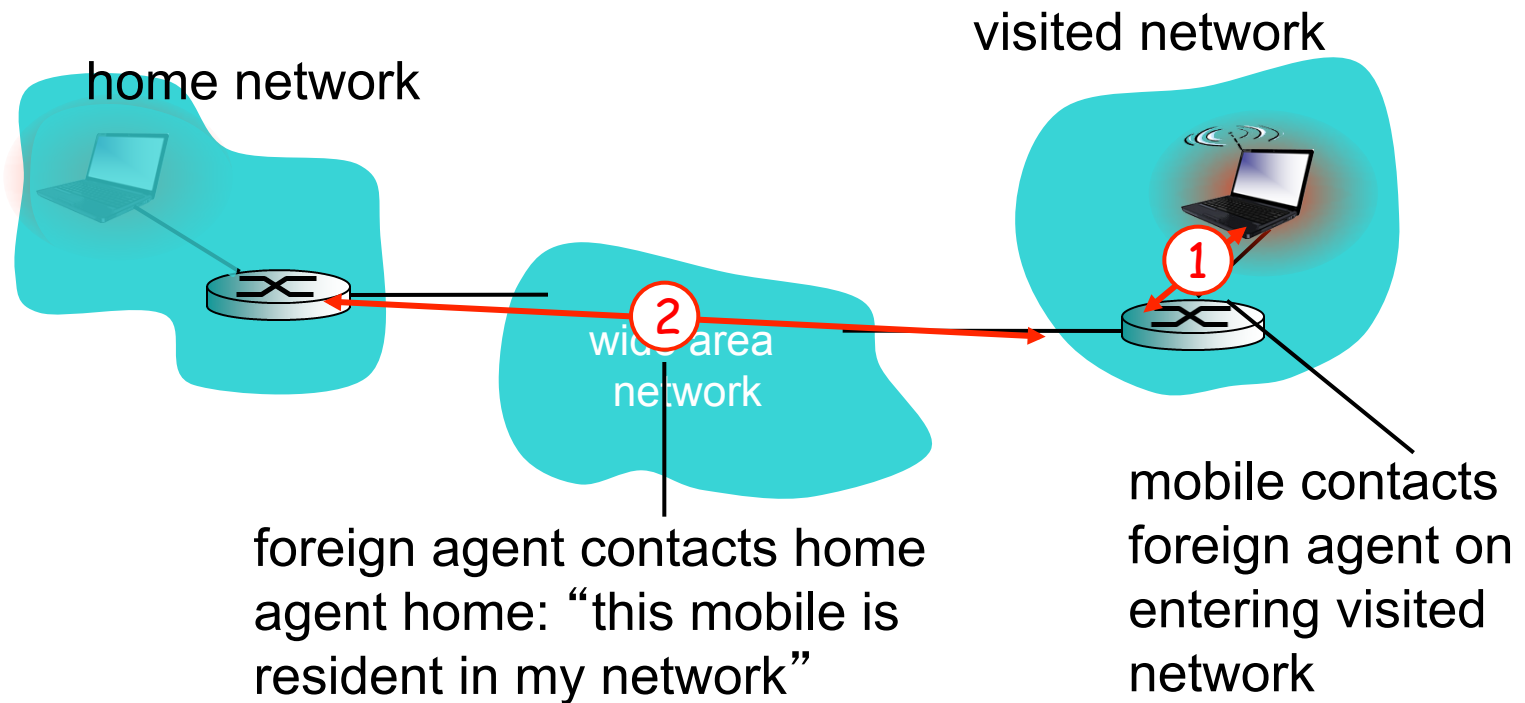 visited network
home network
1
2
wide area
network
foreign agent contacts home
agent home: “this mobile is
resident in my network”
mobile contacts
foreign agent on
entering visited
network